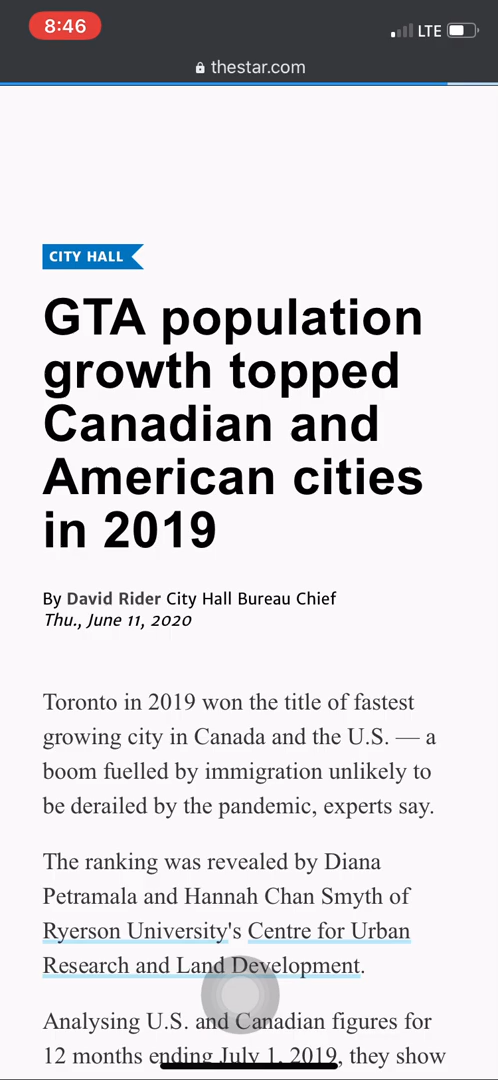 8:46
LTE
thestar.com
CITY HALL
GTA population
growth topped
Canadian and
American cities
in 2019
By David Rider City Hall Bureau Chief
Thu., June 11, 2020
Toronto in 2019 won the title of fastest
growing city in Canada and the U.S. — a
boom fuelled by immigration unlikely to
be derailed by the pandemic, experts say.
The ranking was revealed by Diana
Petramala and Hannah Chan Smyth of
Ryerson University's Centre for Urban
Research and Land Development.
Analysing U.S. and Canadian figures for
12 months ending July 1, 2019, they show